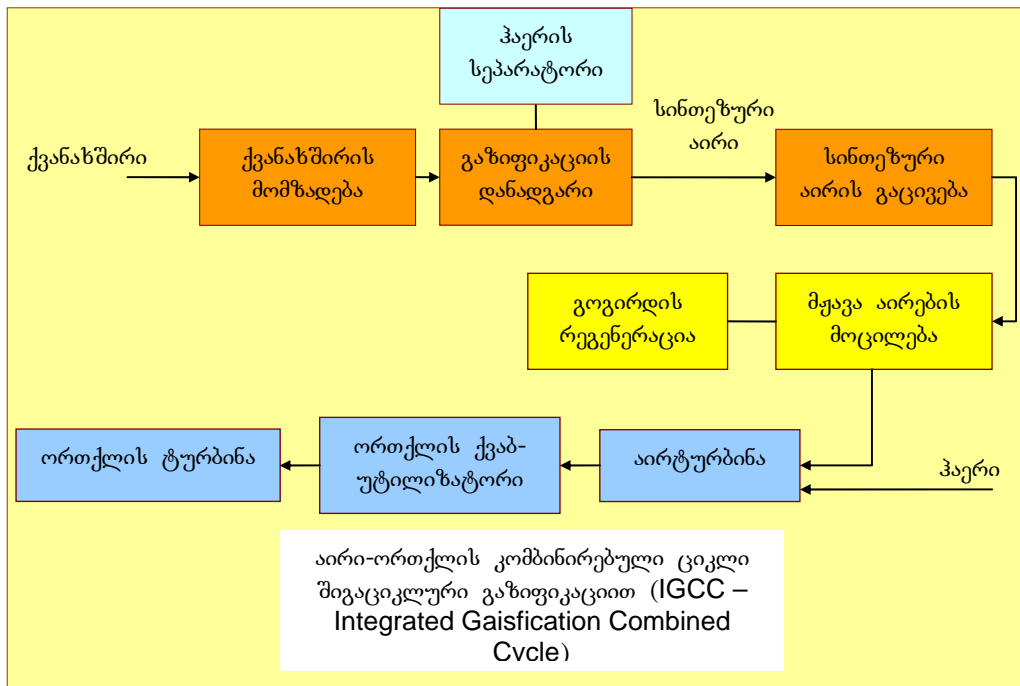 ჰაერის
სეპარატორი
ქვანახშირი
ქვანახშირის
მომზადება
გაზიფიკაციის
დანადგარი
სინთეზური
აირი
სინთეზური
აირის გაცივება
გოგირდის
რეგენერაცია
მჟავა აირების
მოცილება
ორთქლის ტურბინა
ორთქლის ქვაბ-
უტილიზატორი
აირტურბინა
ჰაერი
აირი-ორთქლის კომბინირებული ციკლი
შიგაციკლური გაზიფიკაციით (IGCC –
Integrated Gaisfication Combined
Cycle)